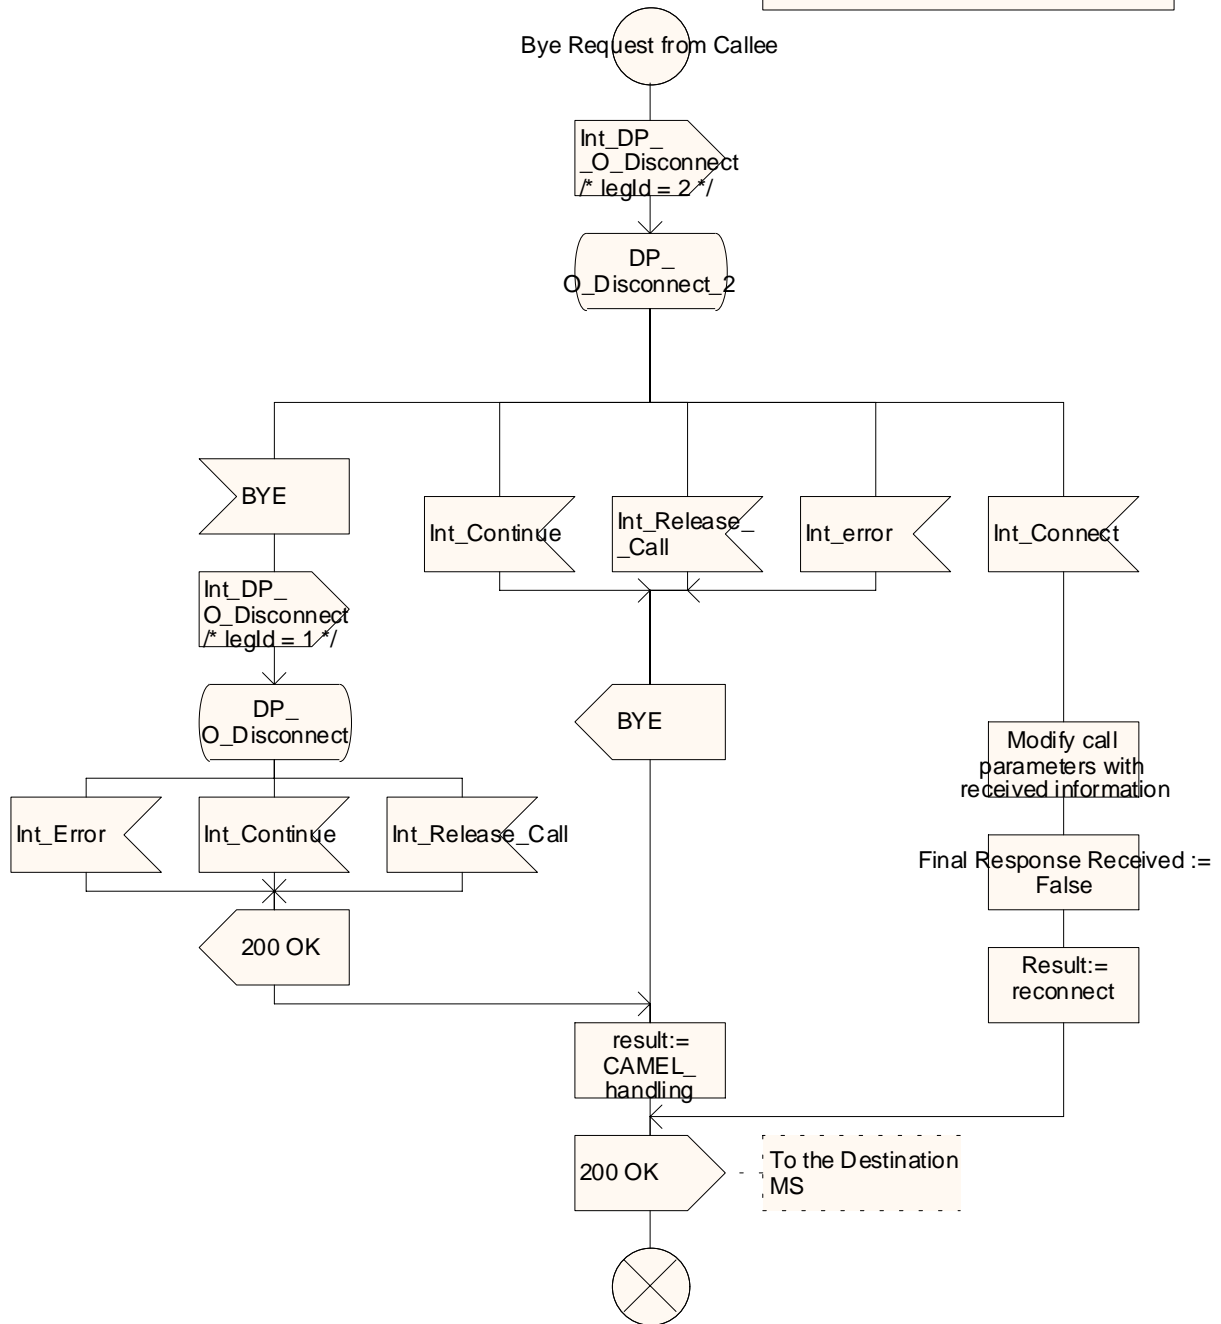 Bye Request from Callee
Int_DP_
_O_Disconnect
/* legId = 2 */
DP_
O_Disconnect_2
BYE
Int_Continue
Int_Release_
_Call
Int_error
Int_Connect
Int_DP_
O_Disconnect
/* legId = 1 */
DP_
O_Disconnect
BYE
Modify call
parameters with
received information
Int_Error
Int_Continue
Int_Release_Call
Final Response Received :=
False
200 OK
Result:=
reconnect
result:=
CAMEL_
handling
200 OK
To the Destination
MS